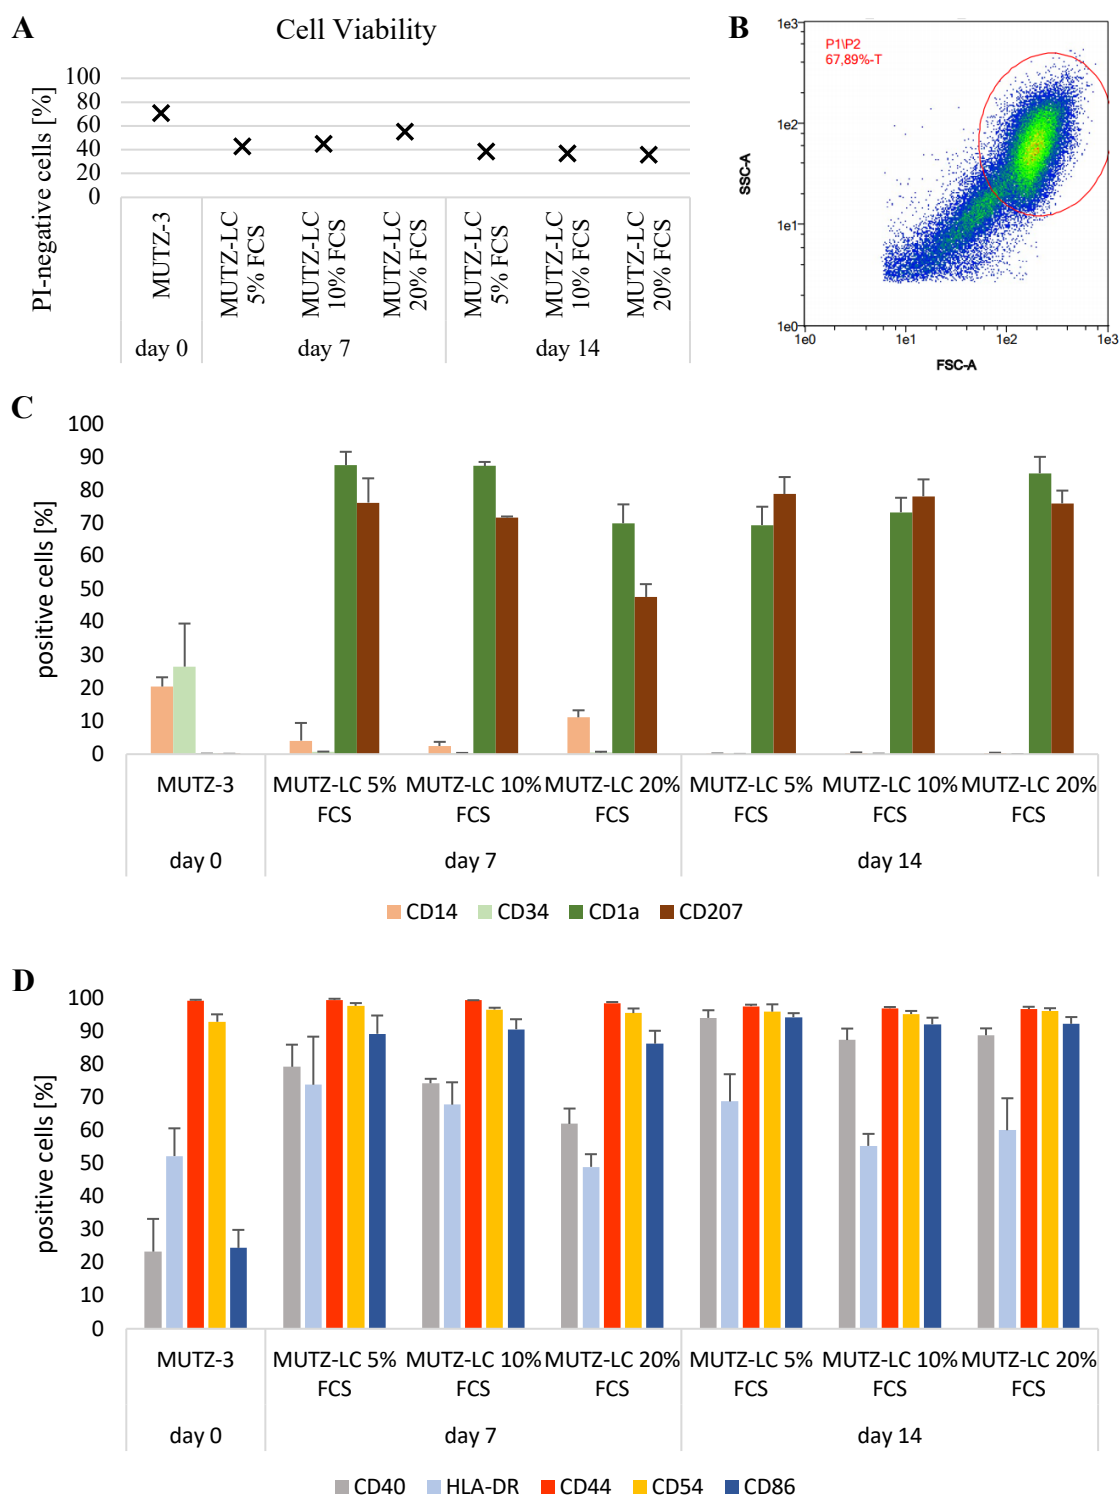 A
Cell Viability
PI-negative cells [%]
100
80
60
40
20
0
MUTZ-3
MUTZ-LC
5% FCS
MUTZ-LC
10% FCS
MUTZ-LC
20% FCS
MUTZ-LC
5% FCS
MUTZ-LC
10% FCS
MUTZ-LC
20% FCS
day 0
day 7
day 14
B
P1\P2
67,89%-T
SSC-A
1e3
1e2
1e1
1e0
1e0
1e1
1e2
1e3
FSC-A
C
positive cells [%]
100
90
80
70
60
50
40
30
20
10
0
MUTZ-3
MUTZ-LC 5%
FCS
MUTZ-LC 10%
FCS
MUTZ-LC 20%
FCS
MUTZ-LC 5%
FCS
MUTZ-LC 10%
FCS
MUTZ-LC 20%
FCS
day 0
day 7
day 14
CD14 CD34 CD1a CD207
D
positive cells [%]
100
90
80
70
60
50
40
30
20
10
0
MUTZ-3
MUTZ-LC 5%
FCS
MUTZ-LC 10%
FCS
MUTZ-LC 20%
FCS
MUTZ-LC 5%
FCS
MUTZ-LC 10%
FCS
MUTZ-LC 20%
FCS
day 0
day 7
day 14
CD40 HLA-DR CD44 CD54 CD86